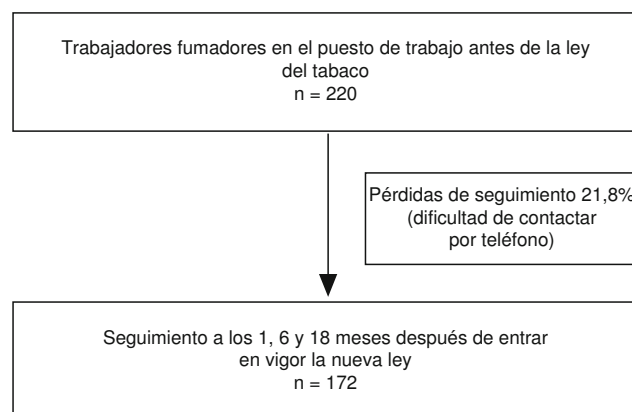 Trabajadores fumadores en el puesto de trabajo antes de la ley
del tabaco
n = 220
Pérdidas de seguimiento 21,8%
(dificultad de contactar
por teléfono)
Seguimiento a los 1, 6 y 18 meses después de entrar
en vigor la nueva ley
n = 172